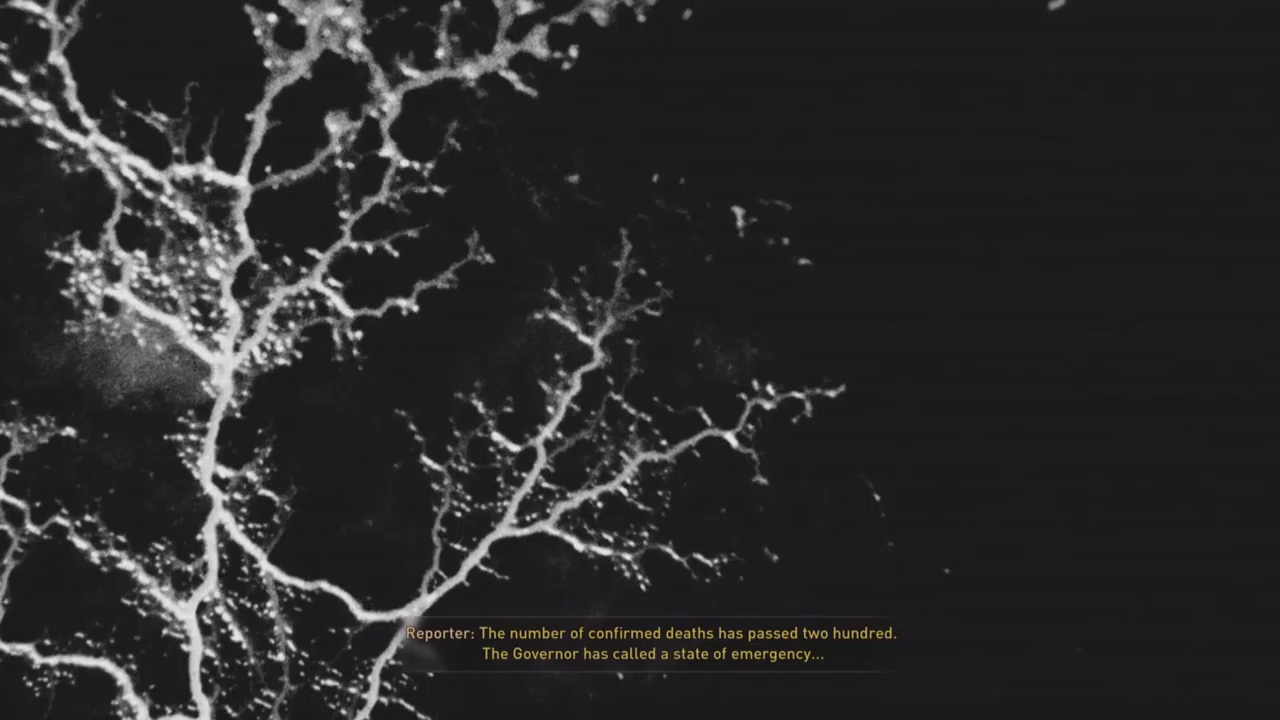 Reporter: The number of confirmed deaths has passed two hundred.
The Governor has called a state of emergency...